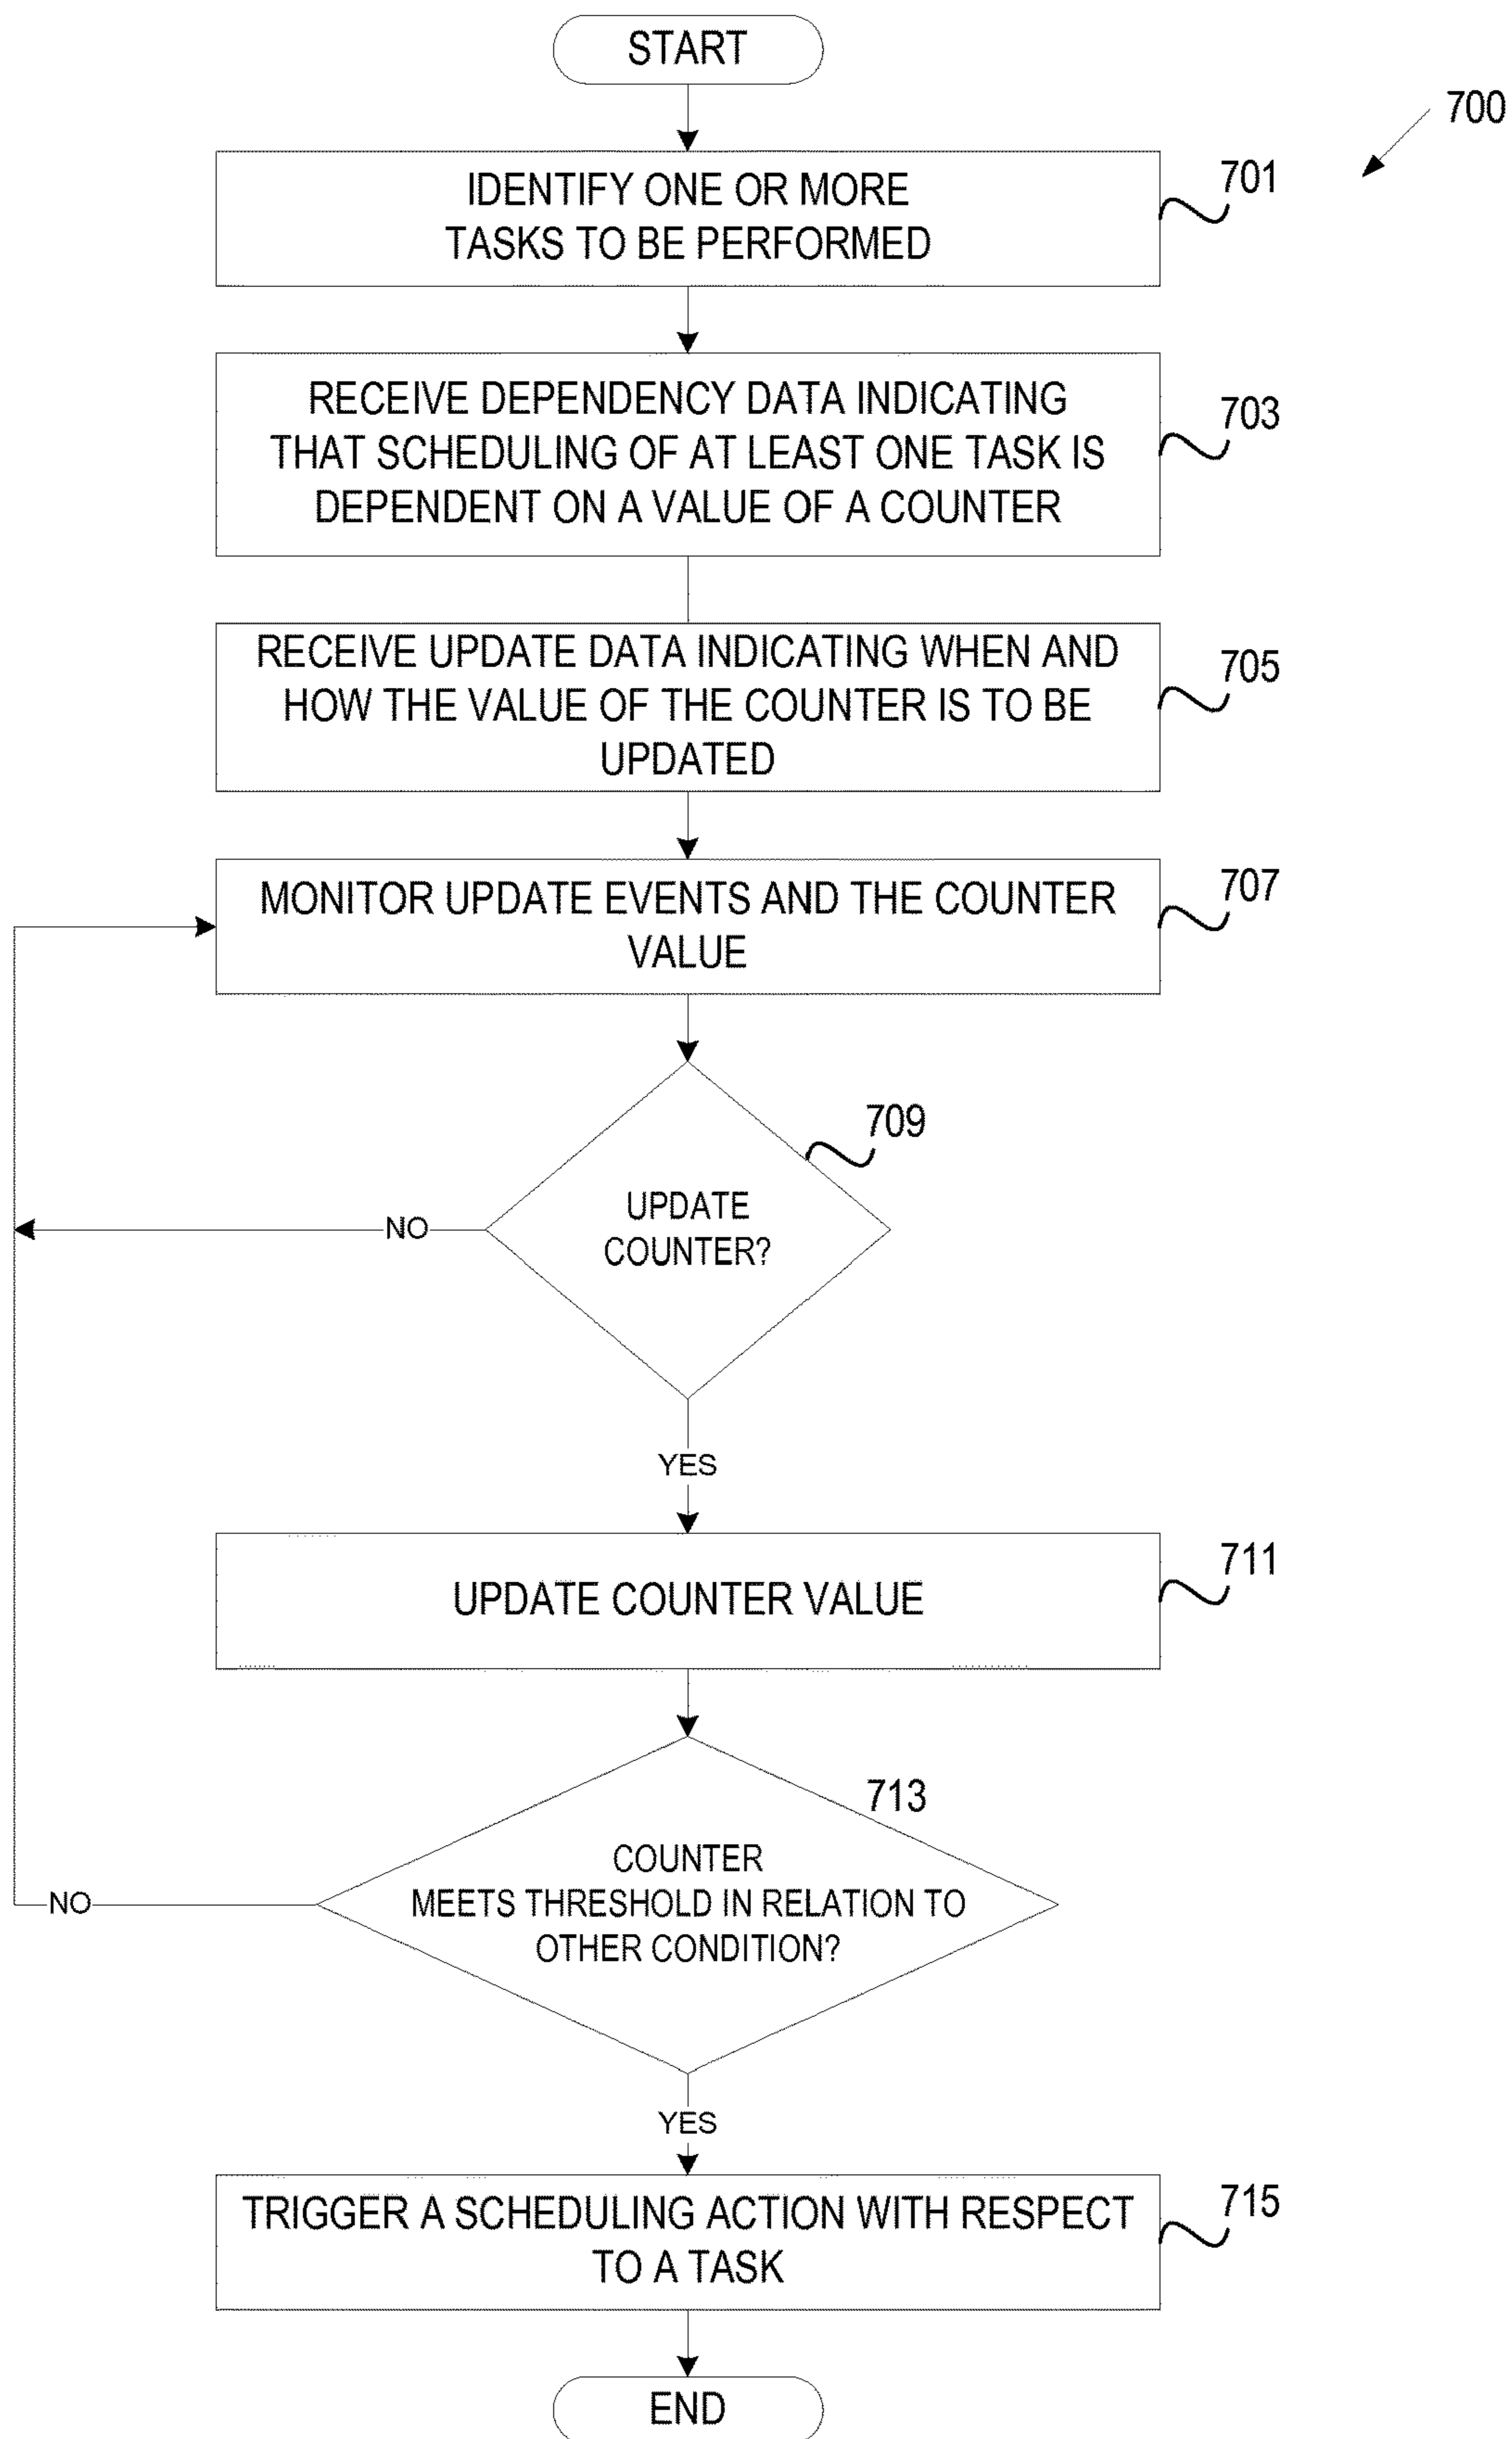 START
700
IDENTIFY ONE OR MORE
TASKS TO BE PERFORMED
701
RECEIVE DEPENDENCY DATA INDICATING
THAT SCHEDULING OF AT LEAST ONE TASK IS
DEPENDENT ON A VALUE OF A COUNTER
703
RECEIVE UPDATE DATA INDICATING WHEN AND
HOW THE VALUE OF THE COUNTER IS TO BE
UPDATED
705
MONITOR UPDATE EVENTS AND THE COUNTER
VALUE
707
709
UPDATE
COUNTER?
NO
YES
UPDATE COUNTER VALUE
711
713
COUNTER
MEETS THRESHOLD IN RELATION TO
OTHER CONDITION?
NO
YES
TRIGGER A SCHEDULING ACTION WITH RESPECT
TO A TASK
715
END